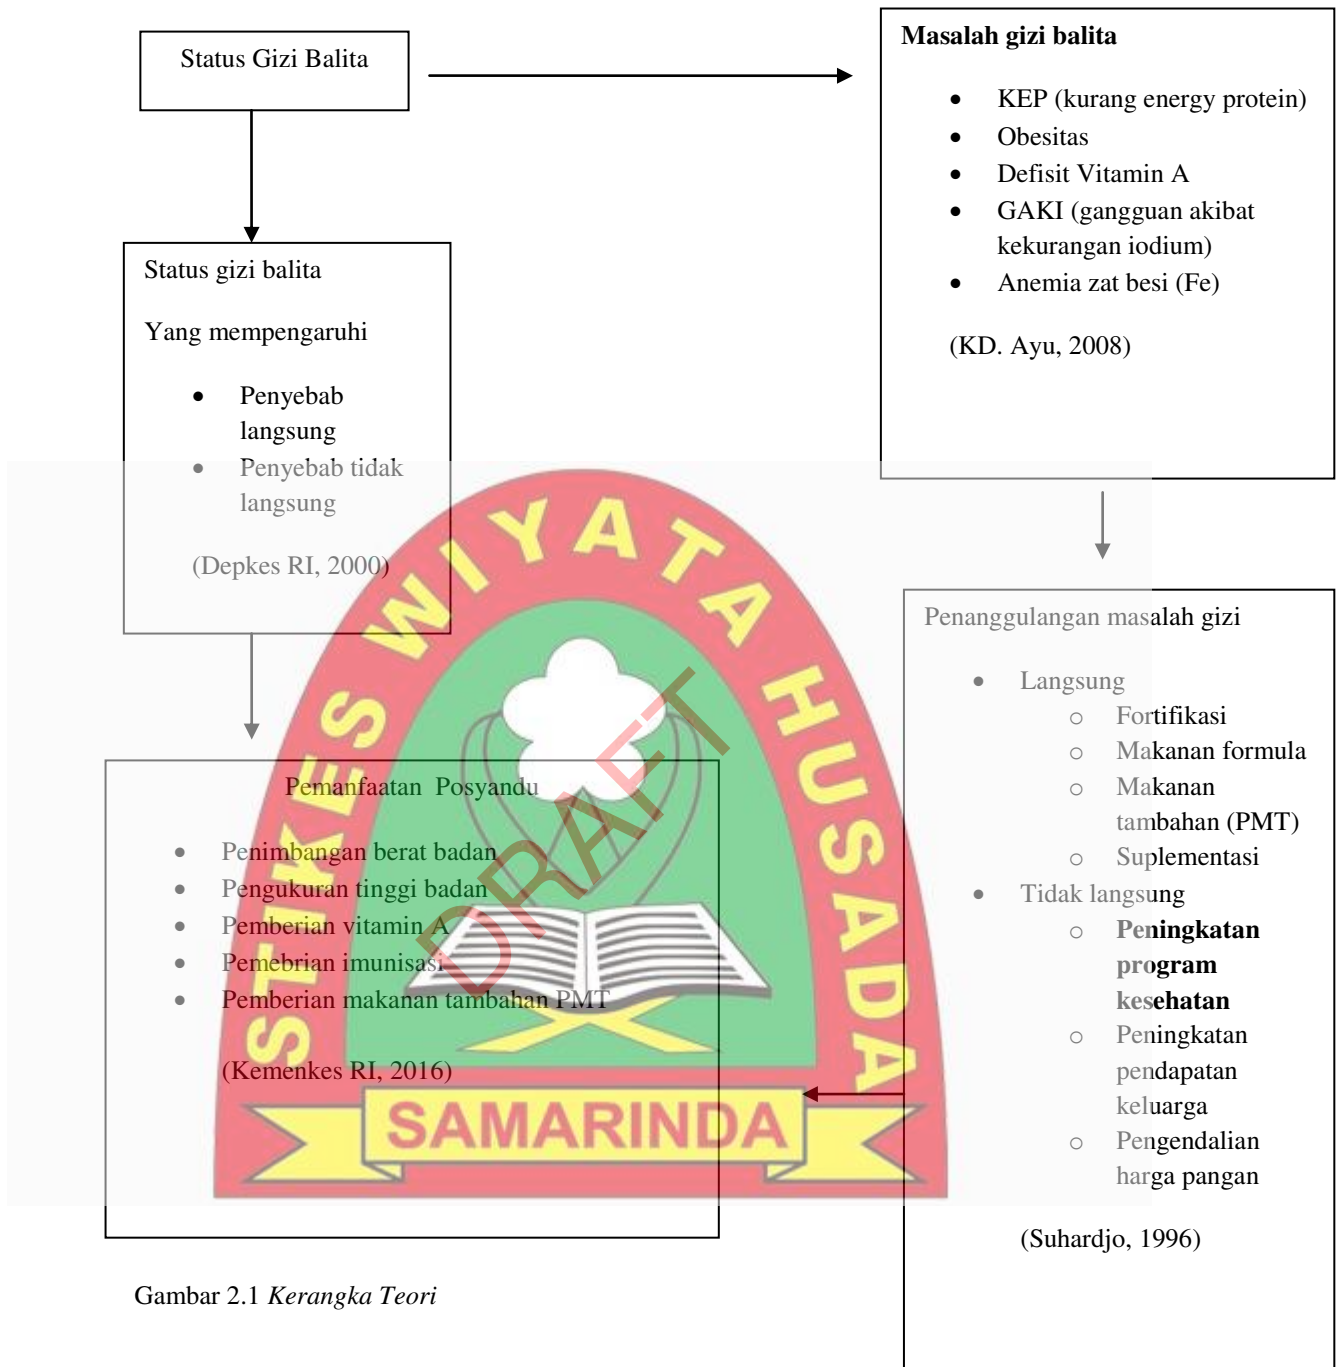 Status Gizi Balita
Masalah gizi balita
• KEP (kurang energy protein)
• Obesitas
• Defisit Vitamin A
• GAKI (gangguan akibat
kekurangan iodium)
• Anemia zat besi (Fe)
(KD. Ayu, 2008)
Status gizi balita
Yang mempengaruhi
• Penyebab
langsung
• Penyebab tidak
langsung
(Depkes RI, 2000)
Penanggulangan masalah gizi
• Langsung
o Fortifikasi
o Makanan formula
o Makanan
tambahan (PMT)
o Suplementasi
• Tidak langsung
o Peningkatan
program
kesehatan
o Peningkatan
pendapatan
keluarga
o Pengendalian
harga pangan
(Suhardjo, 1996)
Pemanfaatan Posyandu
• Penimbangan berat badan
• Pengukuran tinggi badan
• Pemberian vitamin A
• Pemebrian imunisasi
• Pemberian makanan tambahan PMT
(Kemenkes RI, 2016)
STIKES WIYATA HUSADA
SAMARINDA
DRAFT
Gambar 2.1 Kerangka Teori